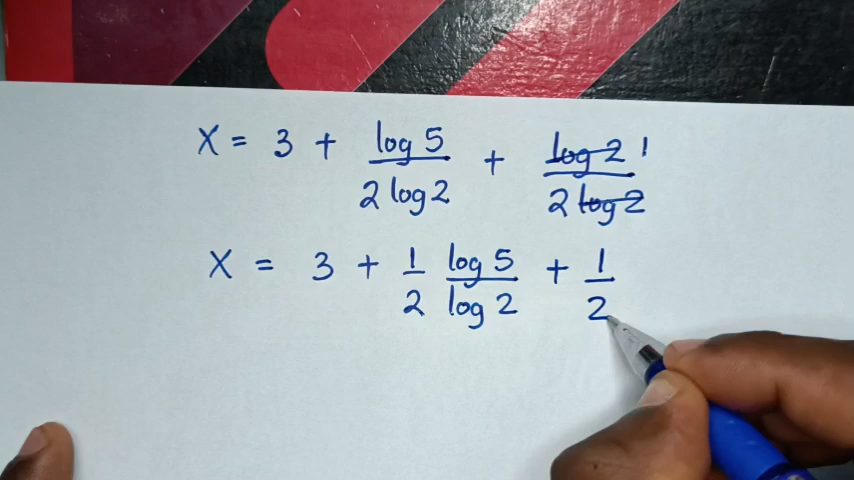 x = 3 + log 5 / 2 log 2 + log 2 1 / 2 log 2
x = 3 + 1/2 log 5 / log 2 + 1/2